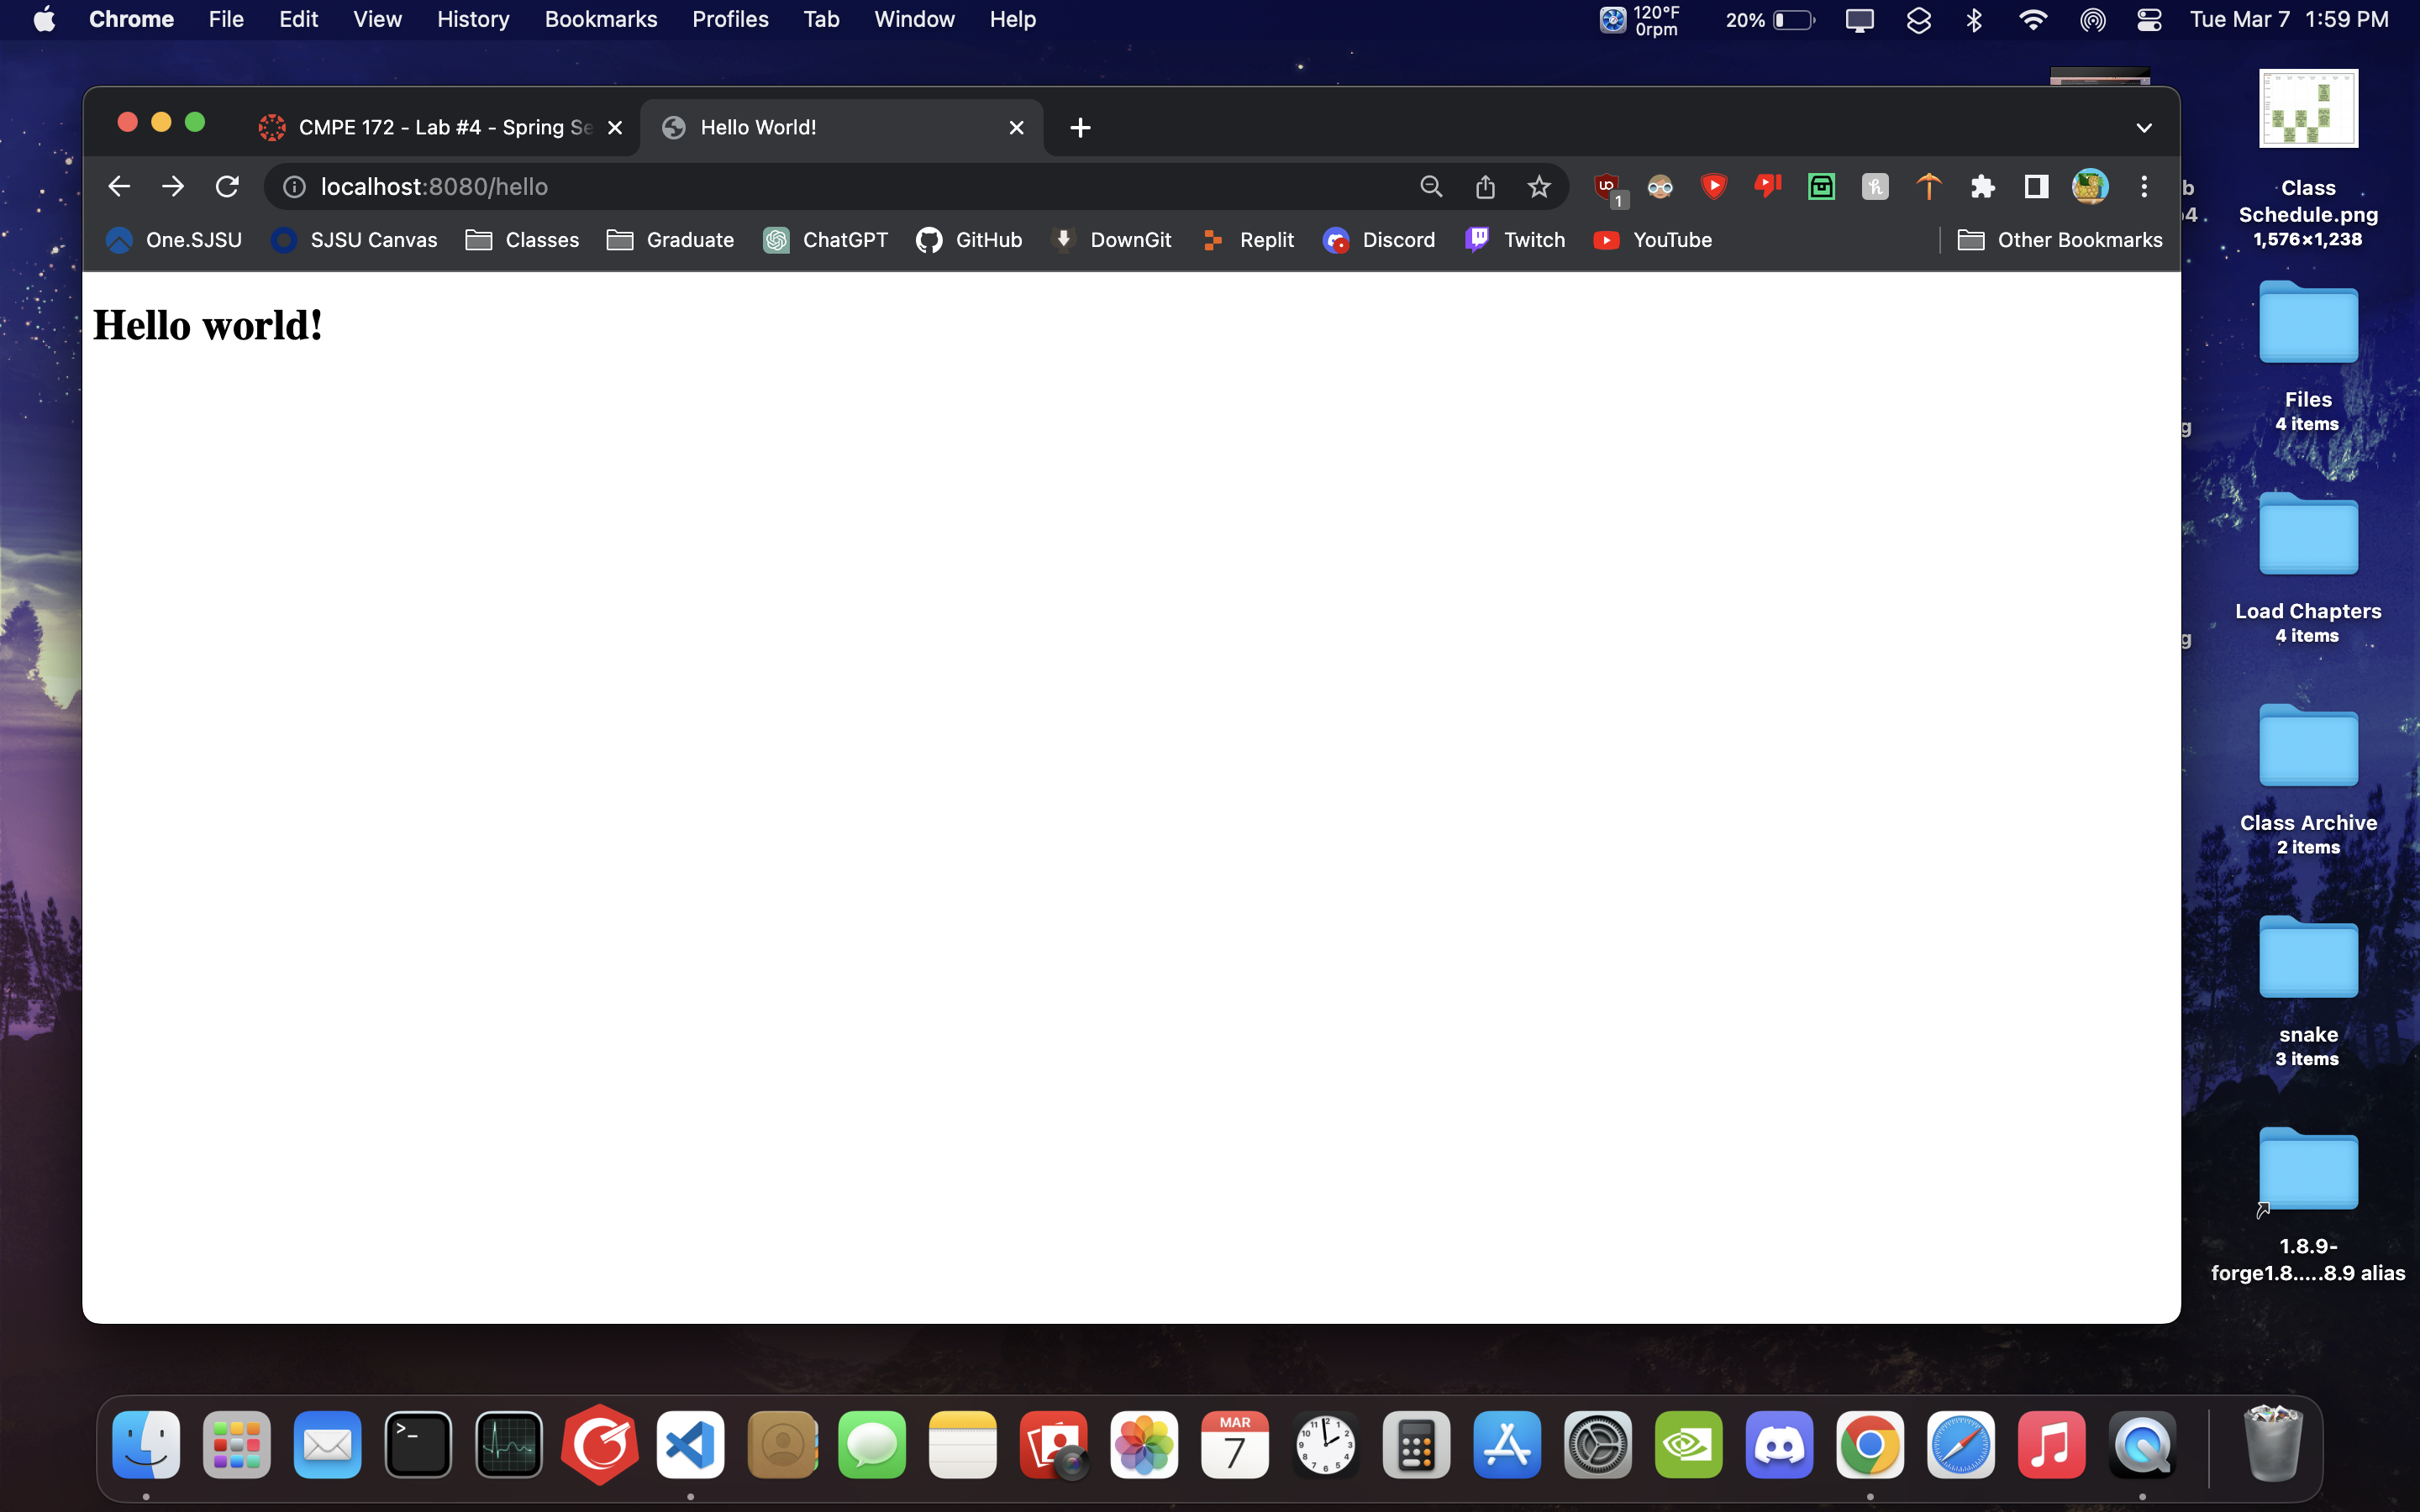 Chrome File Edit View History Bookmarks Profiles Tab Window Help
120°F
0rpm
20%
Tue Mar 7 1:59 PM
CMPE 172 - Lab #4 - Spring Se
Hello World!
localhost:8080/hello
1
One.SJSU SJSU Canvas Classes Graduate ChatGPT GitHub DownGit Replit Discord Twitch YouTube Other Bookmarks
Hello world!
b
Class
Schedule.png
1,576×1,238
Files
4 items
g
Load Chapters
4 items
g
Class Archive
2 items
snake
3 items
1.8.9-
forge1.8.....8.9 alias
MAR
7